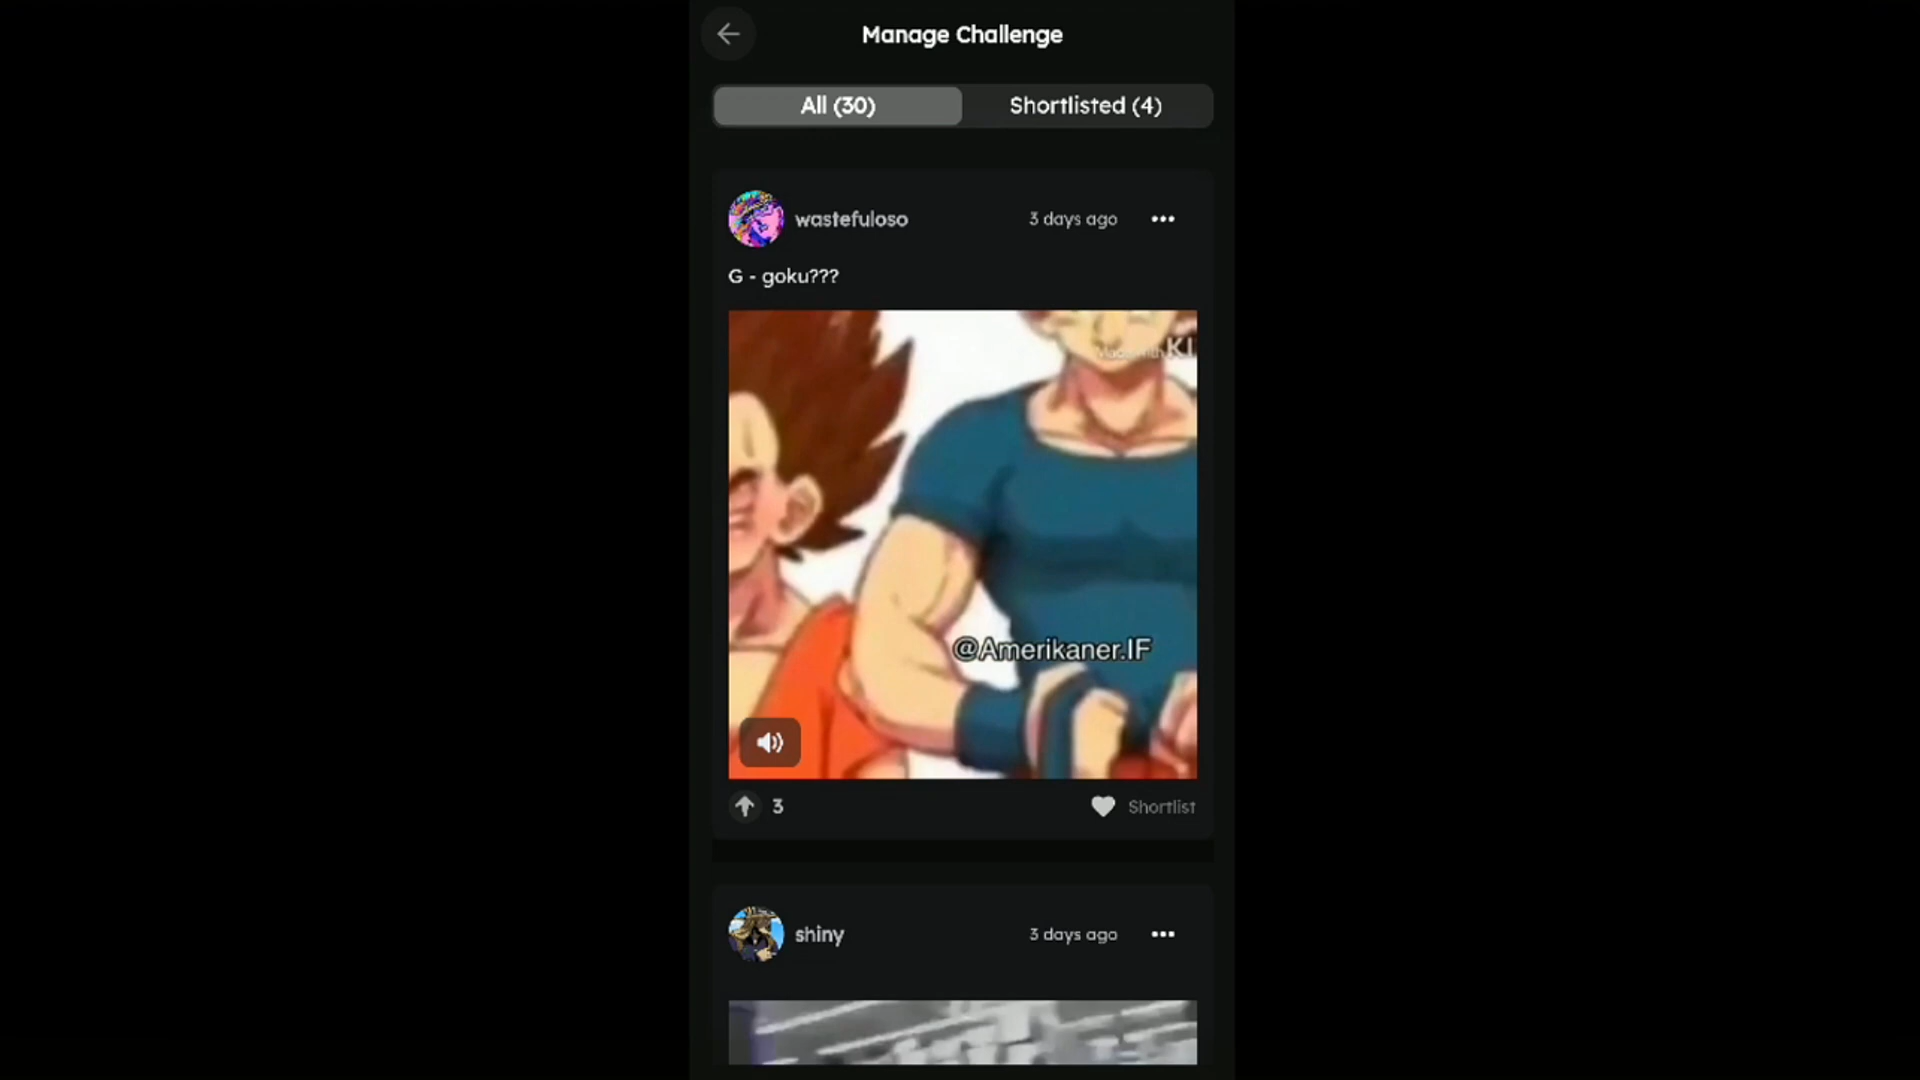 Manage Challenge
All (30)
Shortlisted (4)
wastefuloso
3 days ago
G - goku???
@Amerikaner.IF
3
Shortlist
shiny
3 days ago